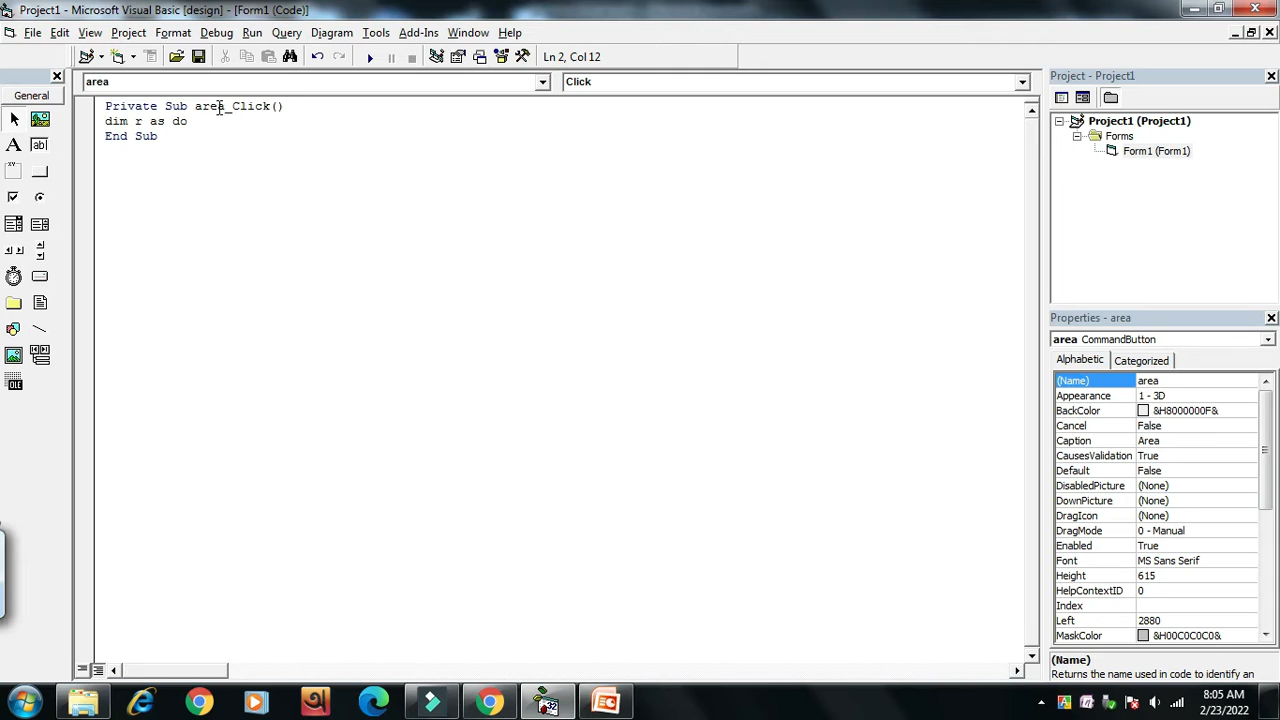 Project1 - Microsoft Visual Basic [design] - [Form1 (Code)]
File Edit View Project Format Debug Run Query Diagram Tools Add-Ins Window Help
Ln 2, Col 12
General
area
Click
Private Sub area_Click()
dim r as do
End Sub
Project - Project1
Project1 (Project1)
Forms
Form1 (Form1)
Properties - area
area CommandButton
Alphabetic Categorized
(Name) area
Appearance 1 - 3D
BackColor &H8000000F&
Cancel False
Caption Area
CausesValidation True
Default False
DisabledPicture (None)
DownPicture (None)
DragIcon (None)
DragMode 0 - Manual
Enabled True
Font MS Sans Serif
Height 615
HelpContextID 0
Index
Left 2880
MaskColor &H00C0C0C0&
(Name)
Returns the name used in code to identify an
8:05 AM
2/23/2022